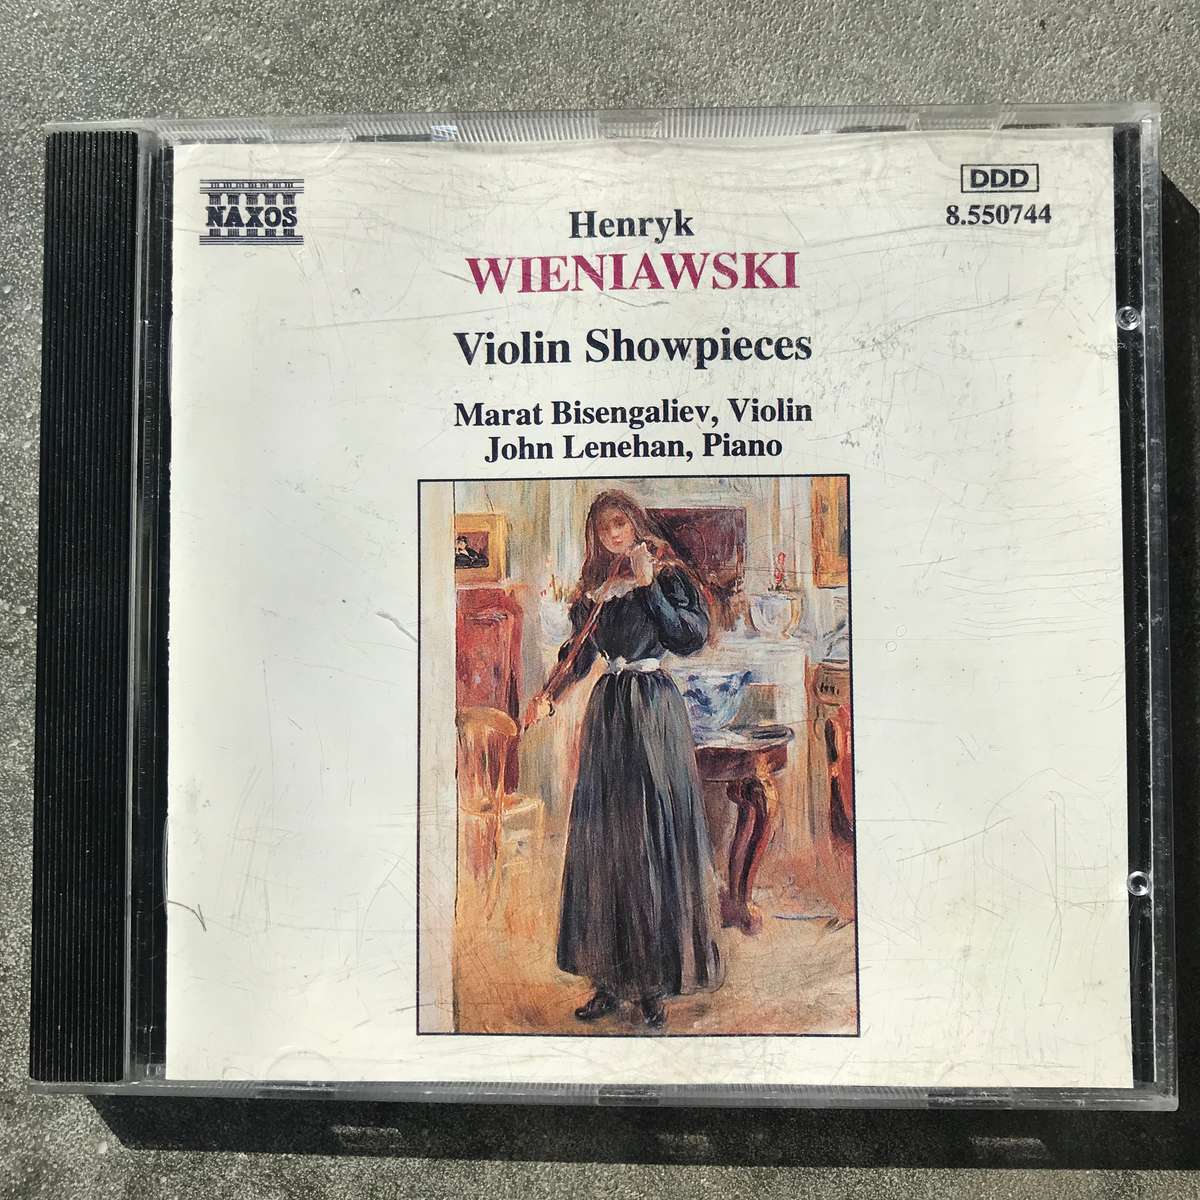 NAXOS
DDD
8.550744
Henryk
WIENIAWSKI
Violin Showpieces
Marat Bisengaliev, Violin
John Lenehan, Piano